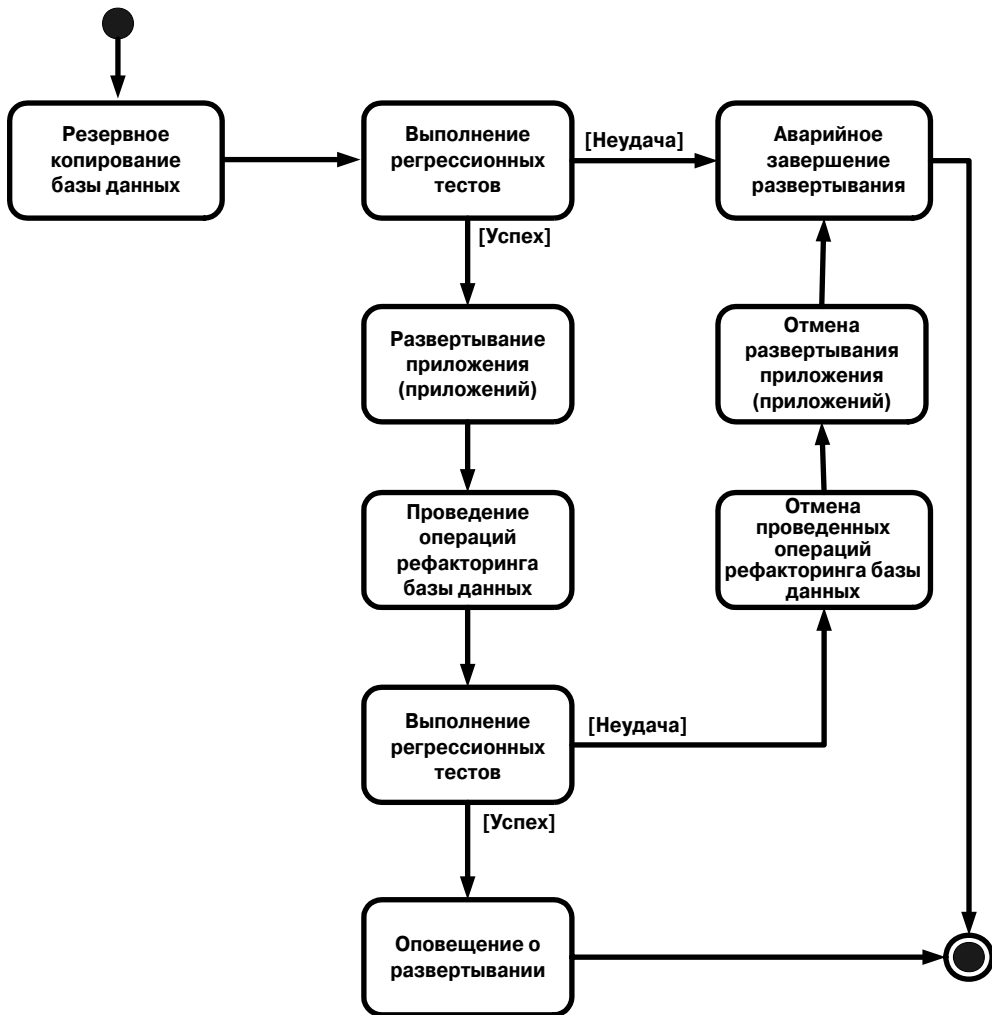 Резервное
копирование
базы данных
Выполнение
регрессионных
тестов
[Неудача]
Аварийное
завершение
развертывания
[Успех]
Развертывание
приложения
(приложений)
Отмена
развертывания
приложения
(приложений)
Проведение
операций
рефакторинга
базы данных
Отмена
проведенных
операций
рефакторинга базы
данных
Выполнение
регрессионных
тестов
[Неудача]
[Успех]
Оповещение о
развертывании